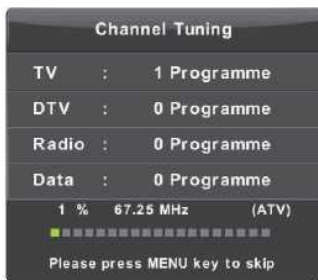 Channel Tuning
TV : 1 Programme
DTV : 0 Programme
Radio : 0 Programme
Data : 0 Programme
1 % 67.25 MHz (ATV)
Please press MENU key to skip